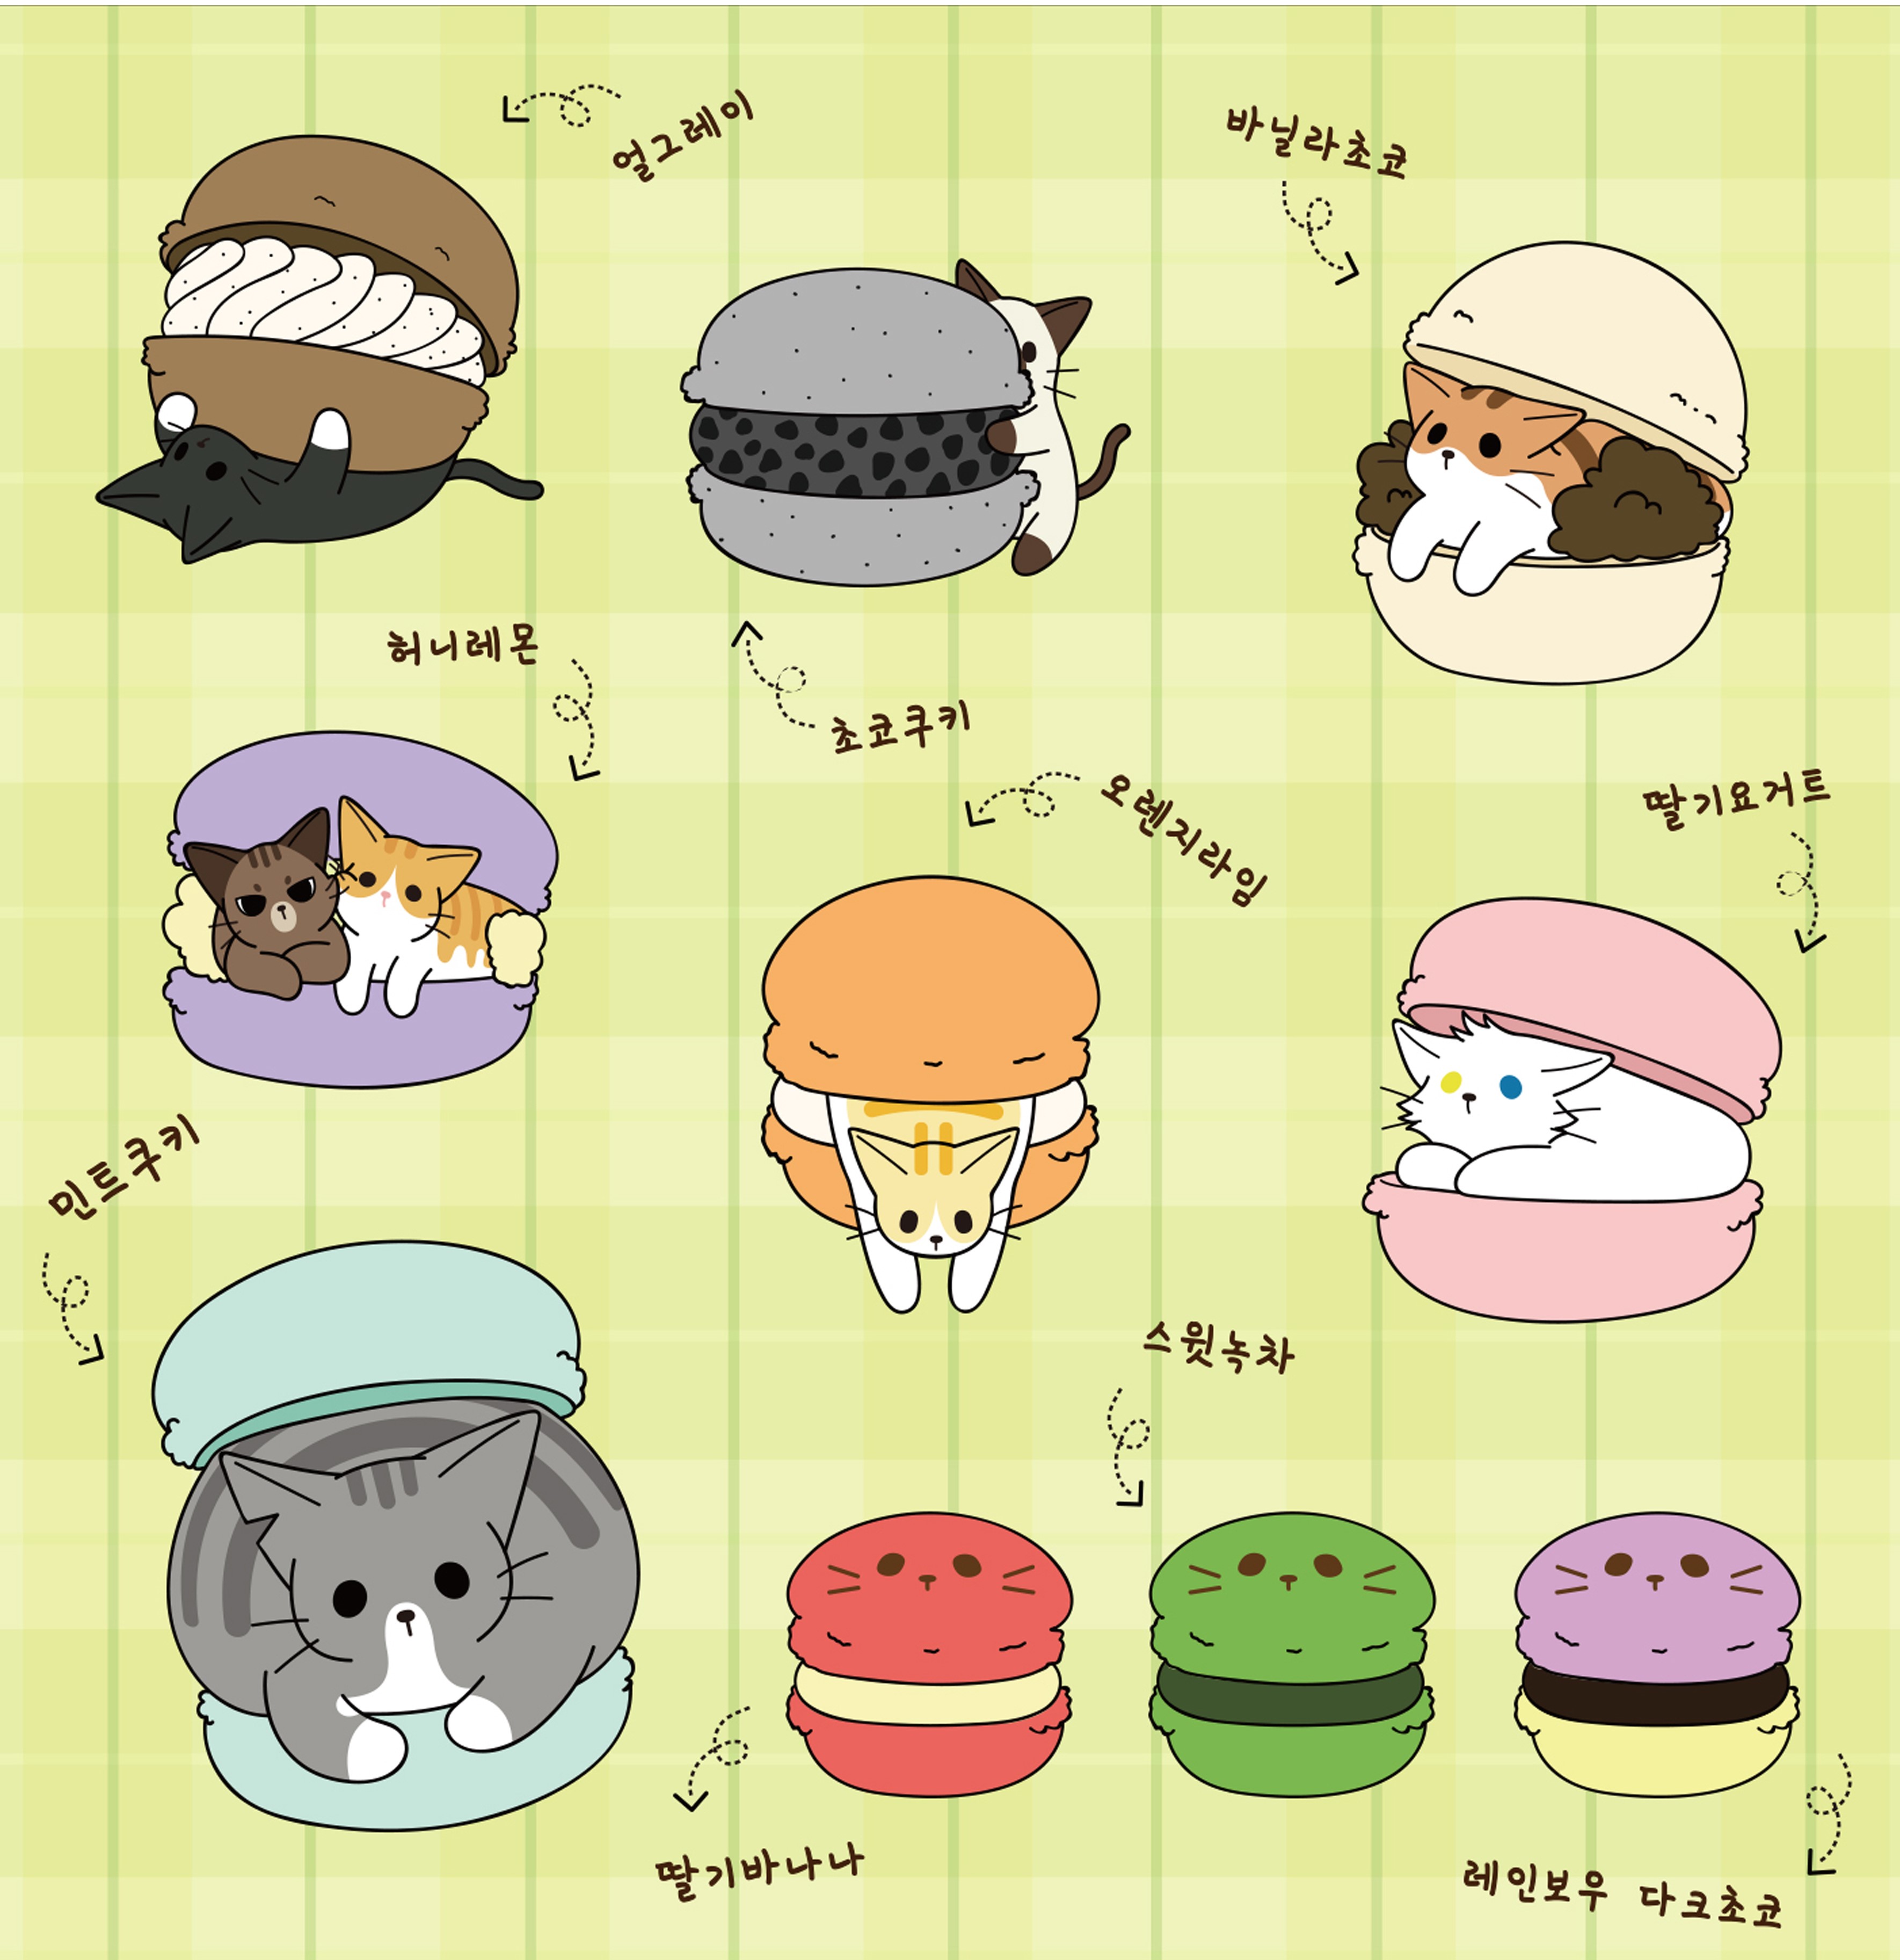 얼그레이
바닐라초코
허니레몬
초코쿠키
오렌지라임
딸기요거트
민트쿠키
스윗녹차
딸기바나나
레인보우 다크초코